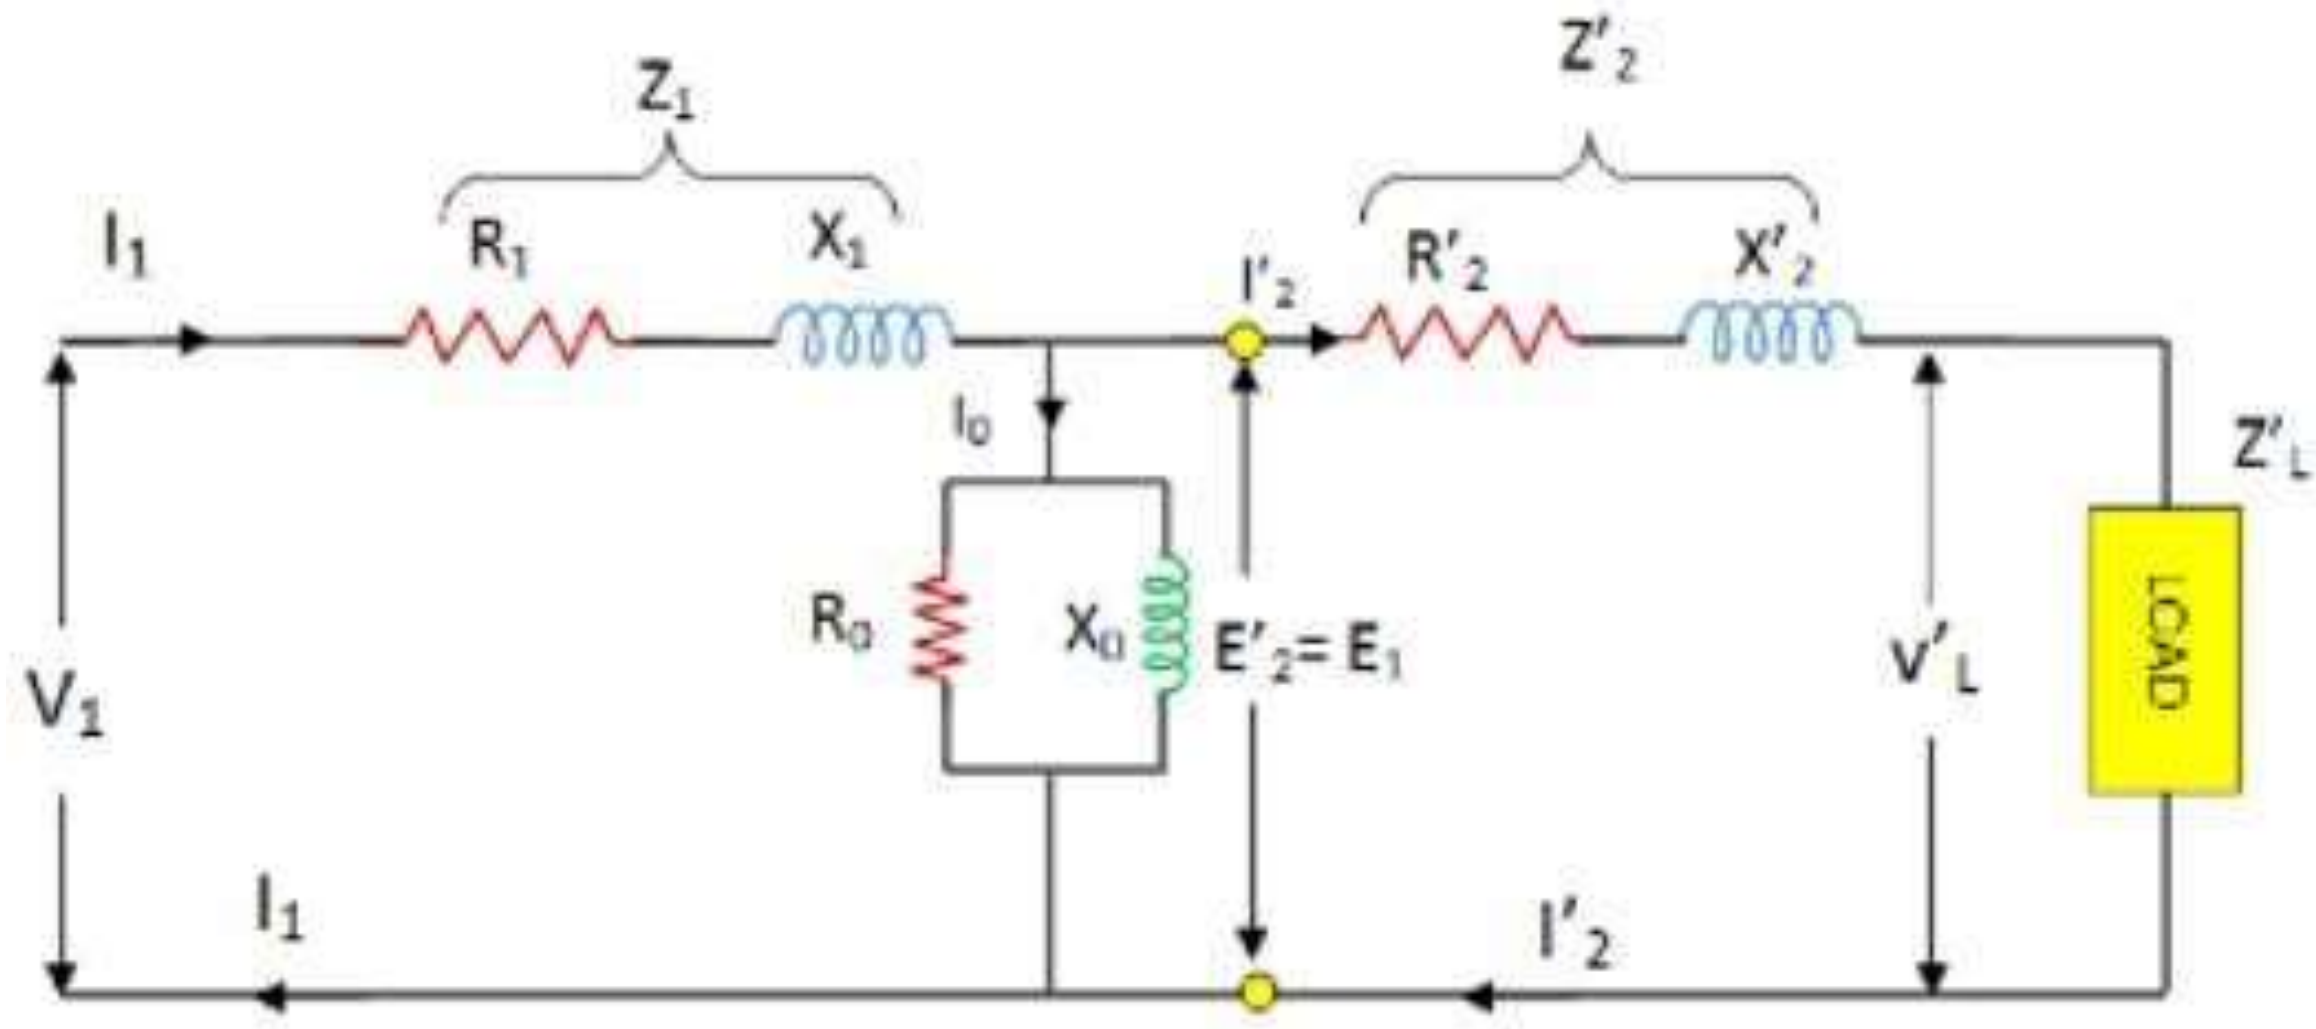 Z₁
Z′₂
I₁
R₁
X₁
I′₂
R′₂
X′₂
I₀
Z′L
R₀
X₀
E′₂= E₁
V′L
LOAD
V₁
I₁
I′₂